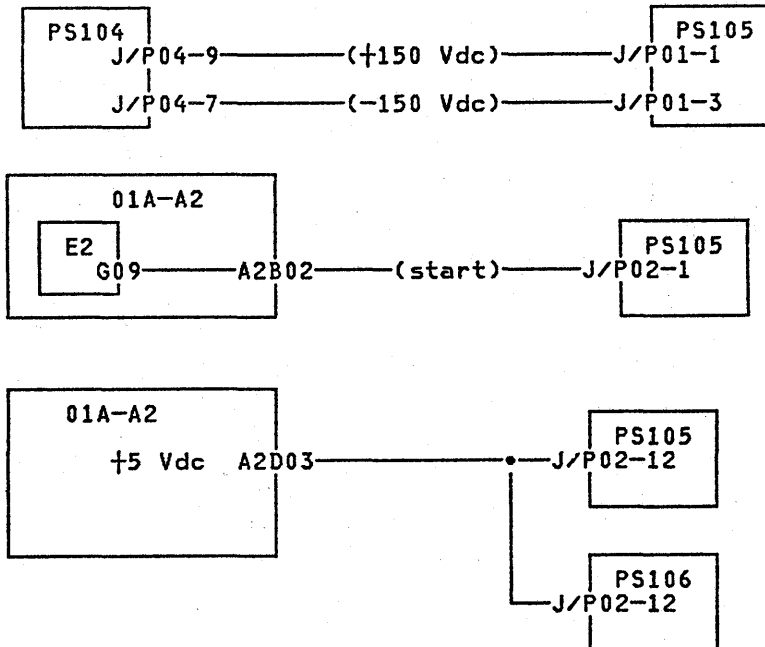 PS104 PS105
J/P04-9 (+150 Vdc) J/P01-1
J/P04-7 (-150 Vdc) J/P01-3
01A-A2
E2 PS105
G09 A2B02 (start) J/P02-1
01A-A2
PS105
+5 Vdc A2D03 J/P02-12
PS106
J/P02-12